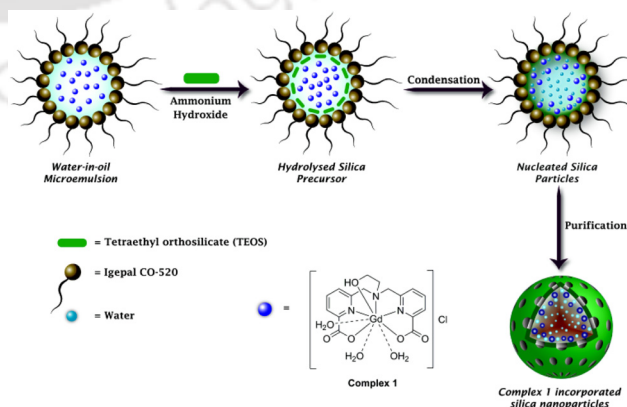 Ammonium
Hydroxide
Condensation
Water-in-oil
Microemulsion
Hydrolysed Silica
Precursor
Nucleated Silica
Particles
Purification
= Tetraethyl orthosilicate (TEOS)
= Igepal CO-520
= Water
=
HO
N
N
N
Gd
Cl
H₂O
O
O
O
O
H₂O
OH₂
Complex 1
Complex 1 incorporated
silica nanoparticles